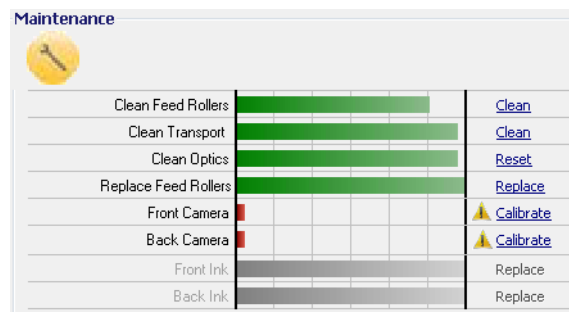 Maintenance
Clean Feed Rollers Clean
Clean Transport Clean
Clean Optics Reset
Replace Feed Rollers Replace
Front Camera Calibrate
Back Camera Calibrate
Front Ink Replace
Back Ink Replace